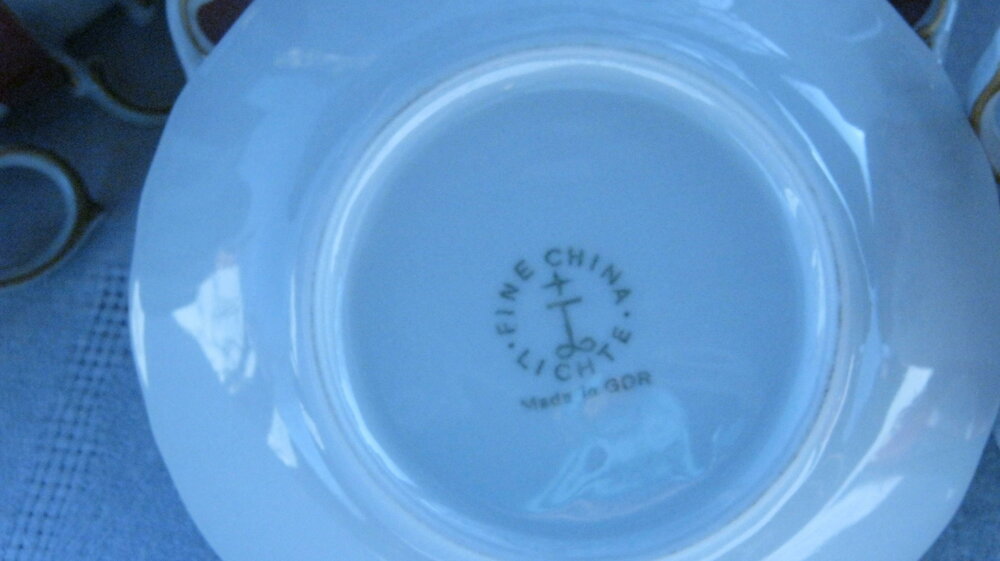 FINE CHINA
· LICHTE ·
Made in GDR